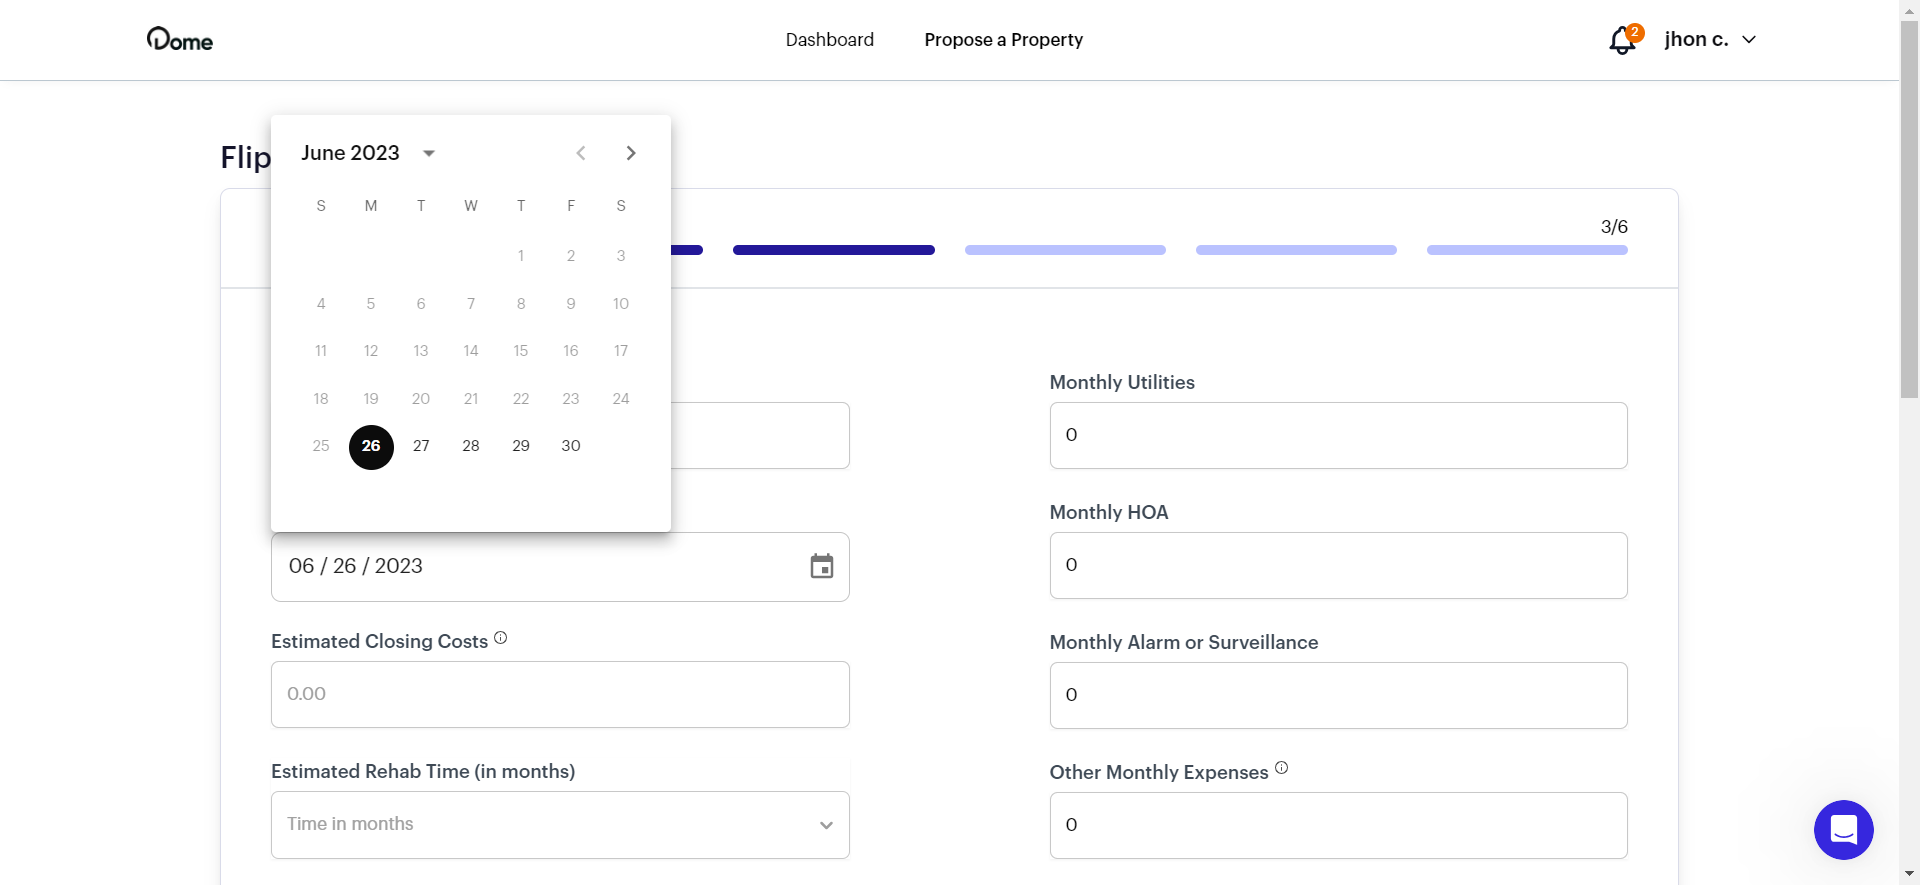 Dome
Dashboard
Propose a Property
2
jhon c.
Flip
June 2023
S M T W T F S
1 2 3
4 5 6 7 8 9 10
11 12 13 14 15 16 17
18 19 20 21 22 23 24
25 26 27 28 29 30
3/6
06 / 26 / 2023
Estimated Closing Costs
0.00
Estimated Rehab Time (in months)
Time in months
Monthly Utilities
0
Monthly HOA
0
Monthly Alarm or Surveillance
0
Other Monthly Expenses
0